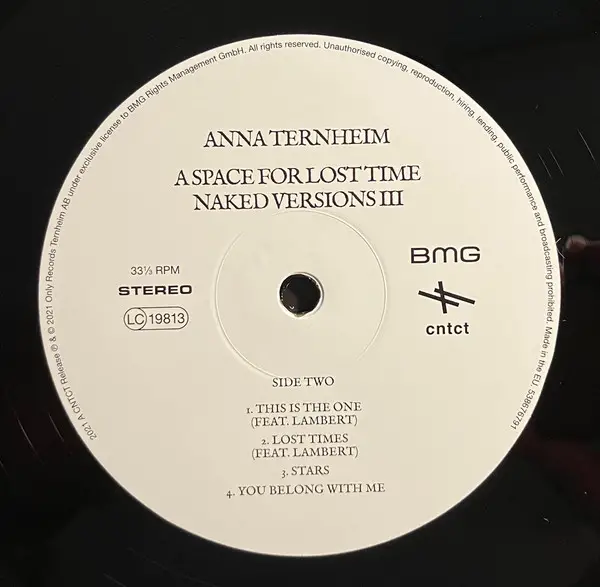 ANNA TERNHEIM
A SPACE FOR LOST TIME
NAKED VERSIONS III
33⅓ RPM
STEREO
LC 19813
BMG
cntct
SIDE TWO
1. THIS IS THE ONE
(FEAT. LAMBERT)
2. LOST TIMES
(FEAT. LAMBERT)
3. STARS
4. YOU BELONG WITH ME
2021 A CNTCT Release ℗ & © 2021 Only Records Ternheim AB under exclusive license to BMG Rights Management GmbH. All rights reserved. Unauthorised copying, reproduction, hiring, lending, public performance and broadcasting prohibited. Made in the EU. 538676791